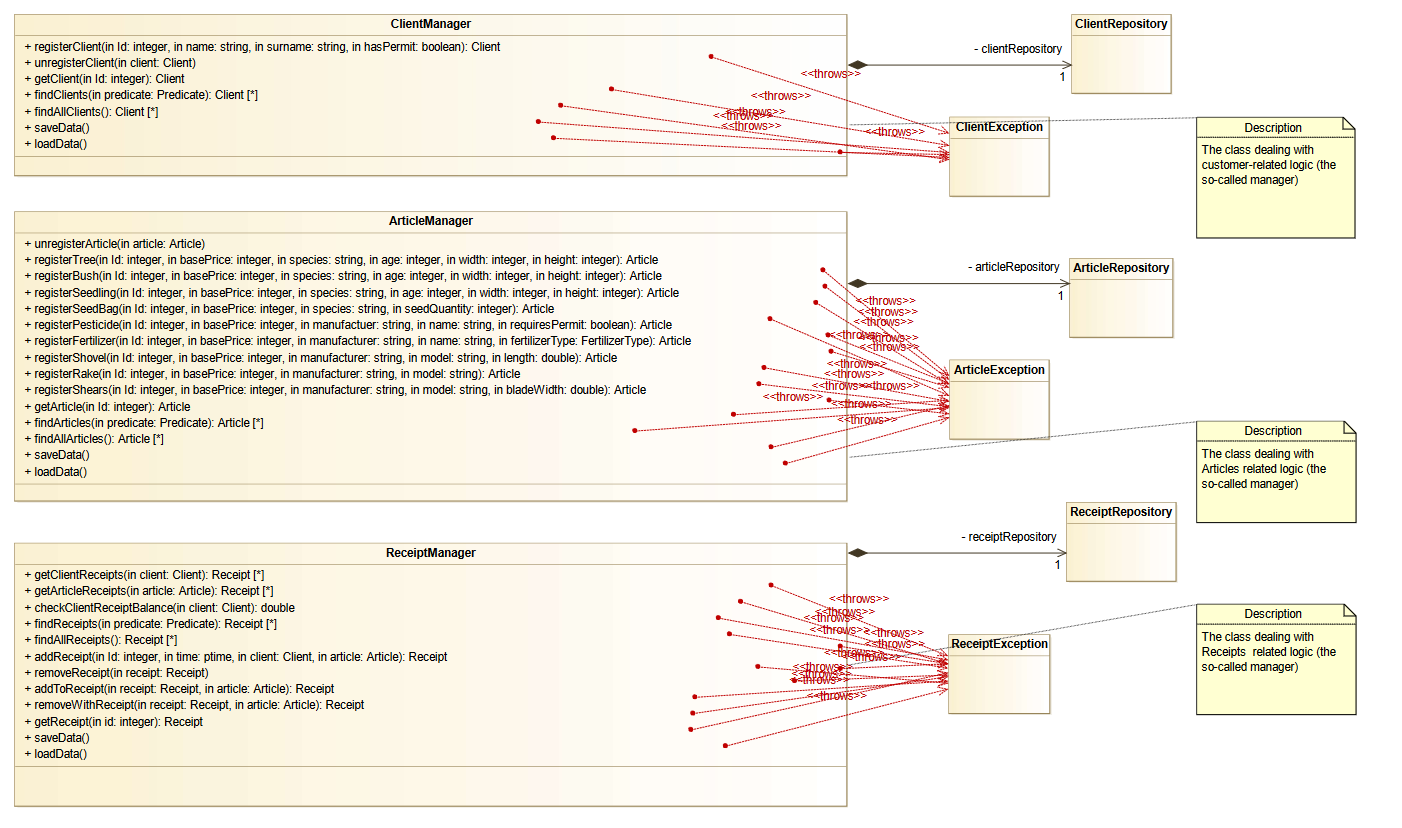 ClientManager
+ registerClient(in Id: integer, in name: string, in surname: string, in hasPermit: boolean): Client
+ unregisterClient(in client: Client)
+ getClient(in Id: integer): Client
+ findClients(in predicate: Predicate): Client [*]
+ findAllClients(): Client [*]
+ saveData()
+ loadData()
<<throws>>
<<throws>>
<<throws>>
<<throws>>
<<throws>>
<<throws>>
- clientRepository
1
ClientRepository
ClientException
Description
The class dealing with
customer-related logic (the
so-called manager)
ArticleManager
+ unregisterArticle(in article: Article)
+ registerTree(in Id: integer, in basePrice: integer, in species: string, in age: integer, in width: integer, in height: integer): Article
+ registerBush(in Id: integer, in basePrice: integer, in species: string, in age: integer, in width: integer, in height: integer): Article
+ registerSeedling(in Id: integer, in basePrice: integer, in species: string, in age: integer, in width: integer, in height: integer): Article
+ registerSeedBag(in Id: integer, in basePrice: integer, in species: string, in seedQuantity: integer): Article
+ registerPesticide(in Id: integer, in basePrice: integer, in manufacturer: string, in name: string, in requiresPermit: boolean): Article
+ registerFertilizer(in Id: integer, in basePrice: integer, in manufacturer: string, in name: string, in fertilizerType: FertilizerType): Article
+ registerShovel(in Id: integer, in basePrice: integer, in manufacturer: string, in model: string, in length: double): Article
+ registerRake(in Id: integer, in basePrice: integer, in manufacturer: string, in model: string): Article
+ registerShears(in Id: integer, in basePrice: integer, in manufacturer: string, in model: string, in bladeWidth: double): Article
+ getArticle(in Id: integer): Article
+ findArticles(in predicate: Predicate): Article [*]
+ findAllArticles(): Article [*]
+ saveData()
+ loadData()
<<throws>>
<<throws>>
<<throws>>
<<throws>>
<<throws>>
<<throws>>
<<throws>>
<<throws>>
<<throws>>
<<throws>>
<<throws>>
<<throws>>
<<throws>>
- articleRepository
1
ArticleRepository
ArticleException
Description
The class dealing with
Articles related logic (the
so-called manager)
ReceiptManager
+ getClientReceipts(in client: Client): Receipt [*]
+ getArticleReceipts(in article: Article): Receipt [*]
+ checkClientReceiptBalance(in client: Client): double
+ findReceipts(in predicate: Predicate): Receipt [*]
+ findAllReceipts(): Receipt [*]
+ addReceipt(in Id: integer, in time: ptime, in client: Client, in article: Article): Receipt
+ removeReceipt(in receipt: Receipt)
+ addToReceipt(in receipt: Receipt, in article: Article): Receipt
+ removeWithReceipt(in receipt: Receipt, in article: Article): Receipt
+ getReceipt(in id: integer): Receipt
+ saveData()
+ loadData()
<<throws>>
<<throws>>
<<throws>>
<<throws>>
<<throws>>
<<throws>>
<<throws>>
<<throws>>
<<throws>>
<<throws>>
<<throws>>
<<throws>>
- receiptRepository
1
ReceiptRepository
ReceiptException
Description
The class dealing with
Receipts  related logic (the
so-called manager)